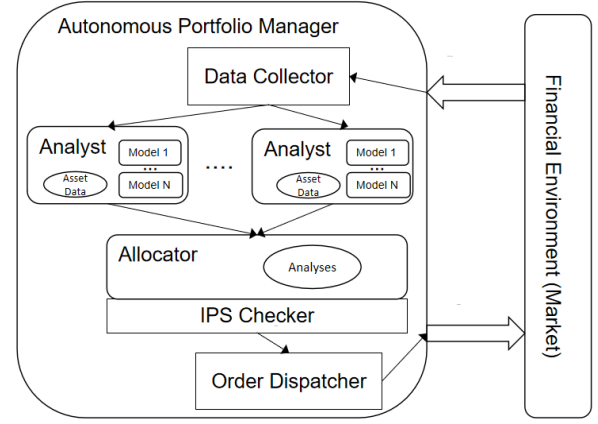 Autonomous Portfolio Manager
Data Collector
Analyst
Model 1
...
Model N
Asset
Data
....
Analyst
Model 1
...
Model N
Asset
Data
Allocator
Analyses
IPS Checker
Order Dispatcher
Financial Environment (Market)